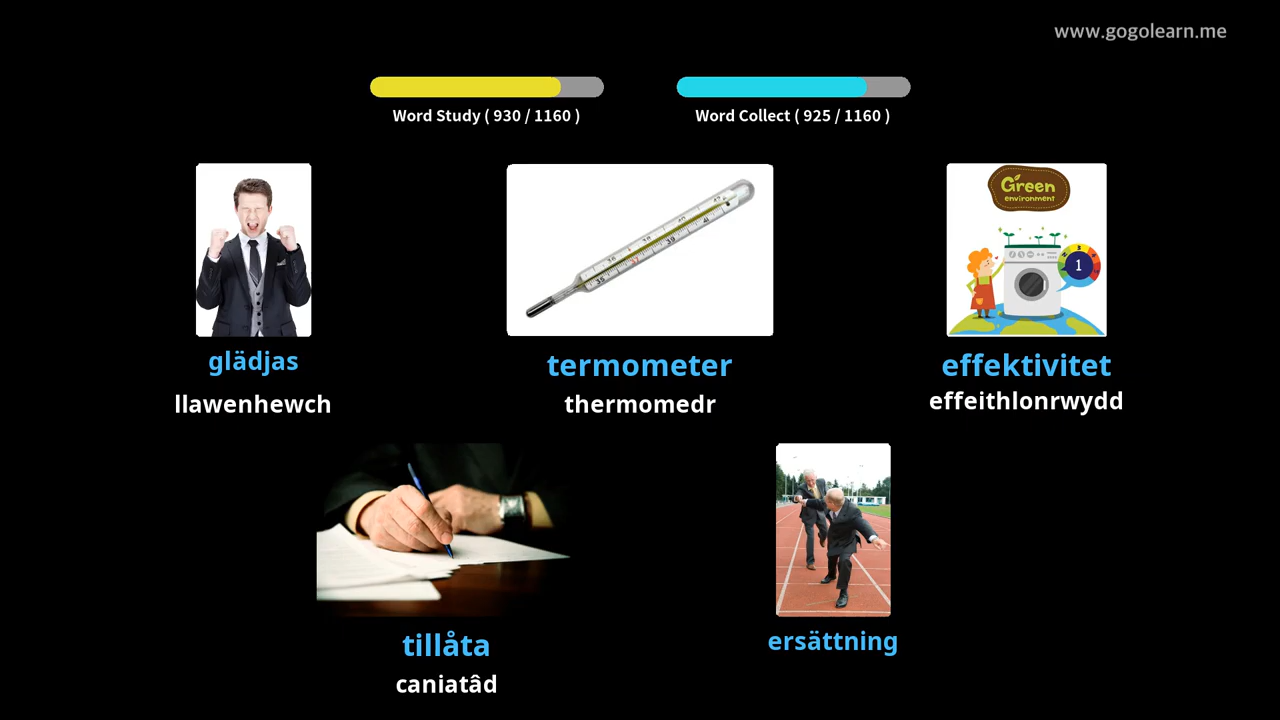 www.gogolearn.me
Word Study ( 930 / 1160 )
Word Collect ( 925 / 1160 )
Green
environment
1
glädjas
termometer
effektivitet
llawenhewch
thermomedr
effeithlonrwydd
tillåta
ersättning
caniatâd